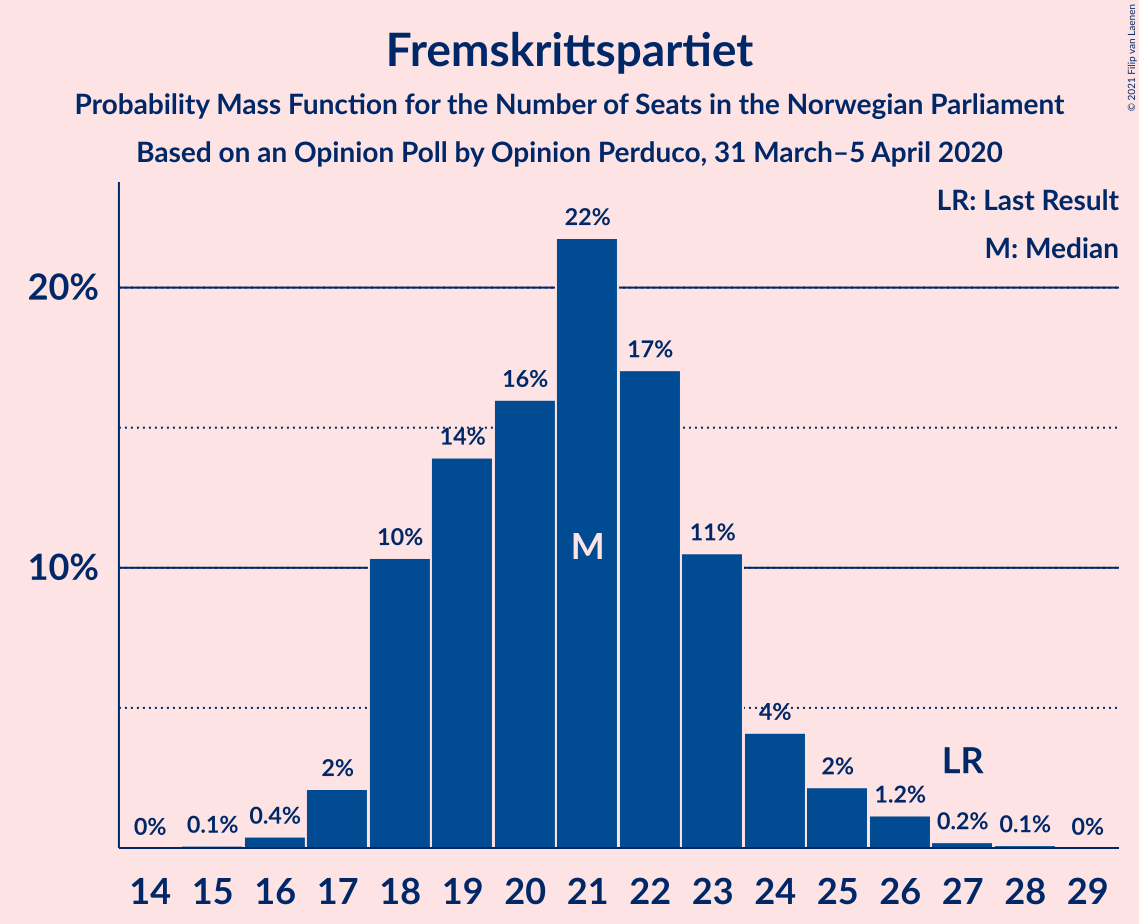 Fremskrittspartiet
Probability Mass Function for the Number of Seats in the Norwegian Parliament
Based on an Opinion Poll by Opinion Perduco, 31 March–5 April 2020
© 2021 Filip van Laenen
LR: Last Result
M: Median
22%
20%
17%
16%
14%
10%
11%
M
10%
4%
LR
2%
2%
1.2%
0%
0.1%
0.4%
0.2%
0.1%
0%
14 15 16 17 18 19 20 21 22 23 24 25 26 27 28 29